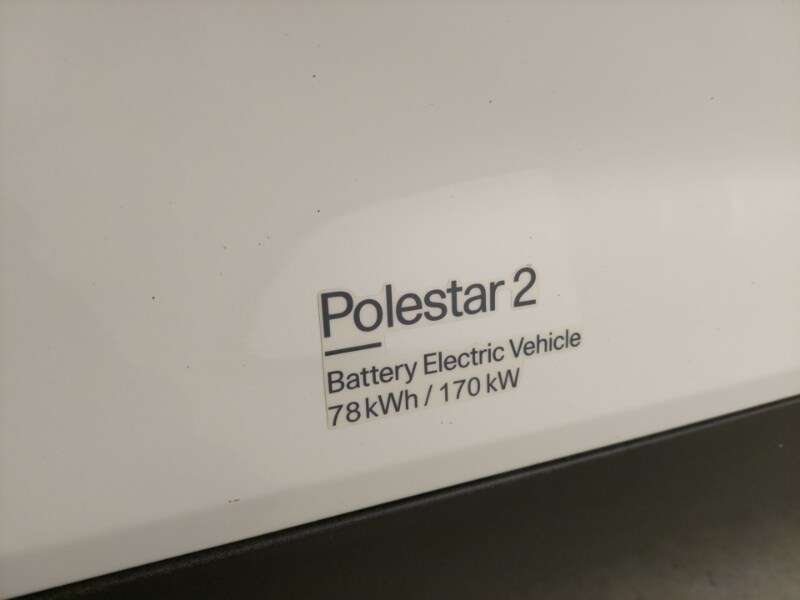 Polestar 2
Battery Electric Vehicle
78 kWh / 170 kW